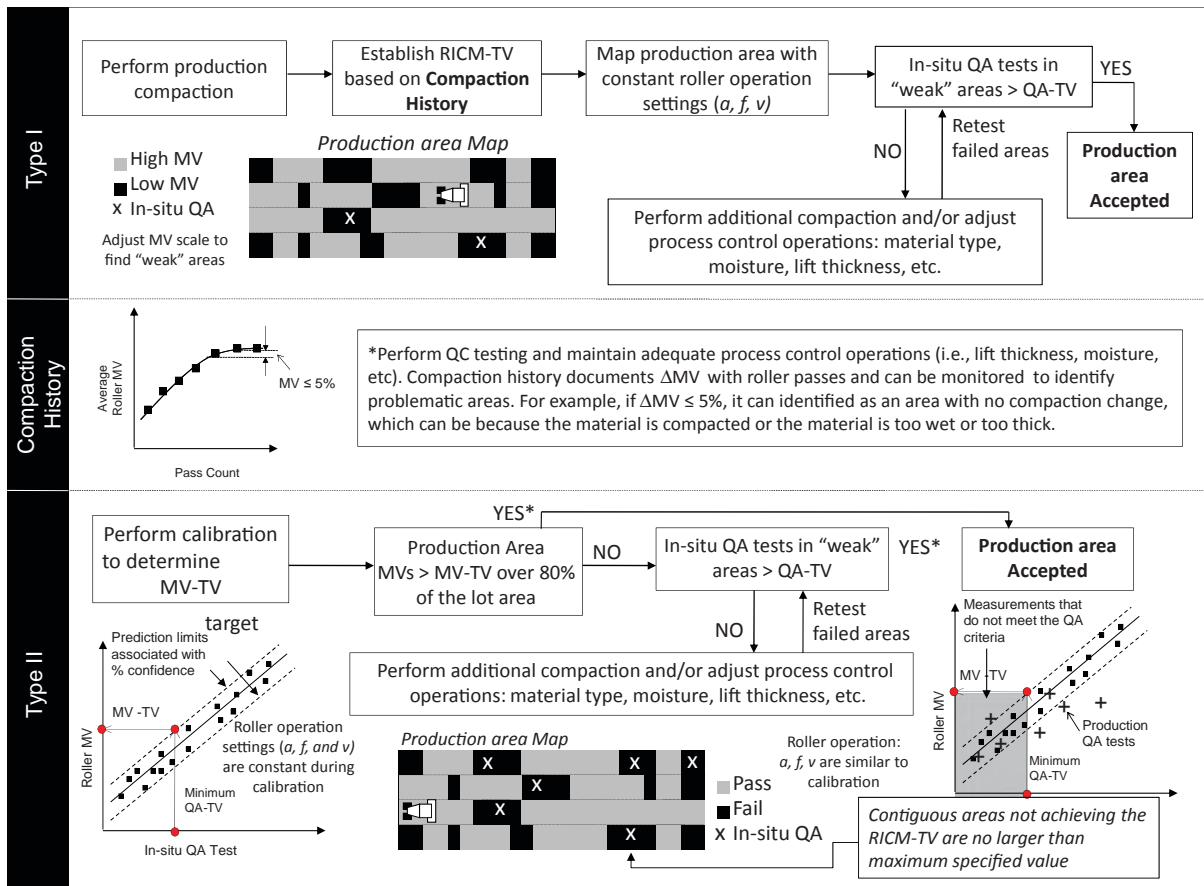 Type I
Perform production
compaction
Establish RICM-TV
based on Compaction
History
Map production area with
constant roller operation
settings (a, f, v)
In-situ QA tests in
“weak” areas > QA-TV
YES
Production
area
Accepted
NO
Retest
failed areas
Perform additional compaction and/or adjust
process control operations: material type,
moisture, lift thickness, etc.
Production area Map
High MV
Low MV
x In-situ QA
Adjust MV scale to
find “weak” areas
X
X
Compaction
History
Average
Roller MV
MV ≤ 5%
Pass Count
*Perform QC testing and maintain adequate process control operations (i.e., lift thickness, moisture,
etc). Compaction history documents ΔMV with roller passes and can be monitored to identify
problematic areas. For example, if ΔMV ≤ 5%, it can identified as an area with no compaction change,
which can be because the material is compacted or the material is too wet or too thick.
Type II
Perform calibration
to determine
MV-TV
YES*
Production Area
MVs > MV-TV over 80%
of the lot area
NO
In-situ QA tests in “weak”
areas > QA-TV
YES*
Production area
Accepted
NO
Retest
failed areas
Perform additional compaction and/or adjust process control
operations: material type, moisture, lift thickness, etc.
target
Prediction limits
associated with
% confidence
MV -TV
Roller MV
Roller operation
settings (a, f, and v)
are constant during
calibration
Minimum
QA-TV
In-situ QA Test
Production area Map
X
X
X
X
X
X
Roller operation:
a, f, v are similar to
calibration
Pass
Fail
x In-situ QA
Measurements that
do not meet the QA
criteria
MV -TV
Roller MV
Production
QA tests
Minimum
QA-TV
Contiguous areas not achieving the
RICM-TV are no larger than
maximum specified value